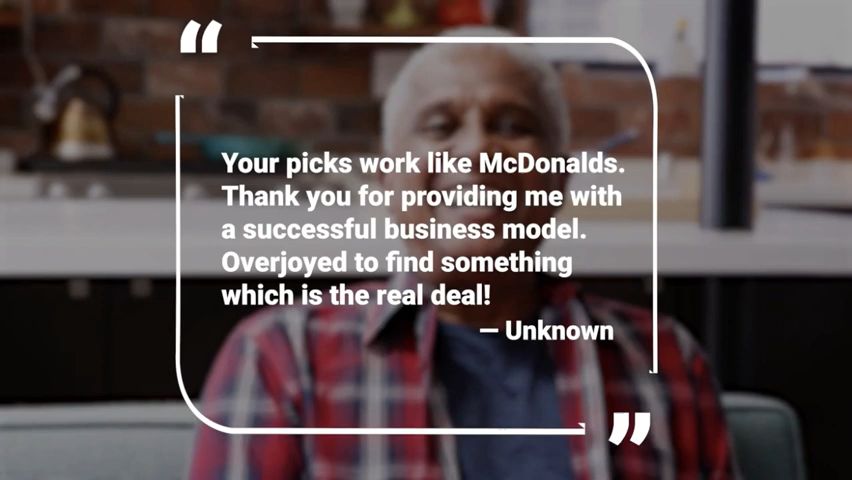 “
Your picks work like McDonalds.
Thank you for providing me with
a successful business model.
Overjoyed to find something
which is the real deal!
— Unknown
”